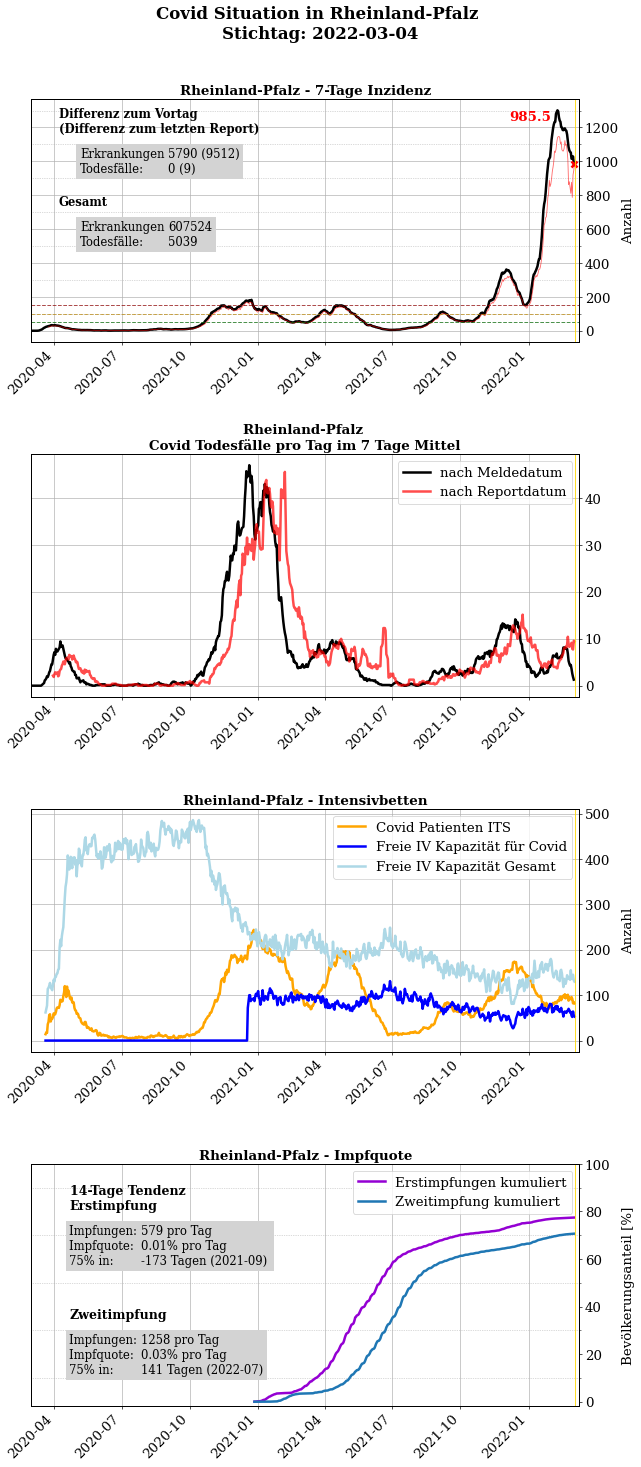 Covid Situation in Rheinland-Pfalz
Stichtag: 2022-03-04
Rheinland-Pfalz - 7-Tage Inzidenz
Differenz zum Vortag
(Differenz zum letzten Report)
Erkrankungen 5790 (9512)
Todesfälle: 0 (9)
Gesamt
Erkrankungen 607524
Todesfälle: 5039
985.5
1200
1000
800
600
400
200
0
Anzahl
2020-04
2020-07
2020-10
2021-01
2021-04
2021-07
2021-10
2022-01
Rheinland-Pfalz
Covid Todesfälle pro Tag im 7 Tage Mittel
nach Meldedatum
nach Reportdatum
40
30
20
10
0
2020-04
2020-07
2020-10
2021-01
2021-04
2021-07
2021-10
2022-01
Rheinland-Pfalz - Intensivbetten
Covid Patienten ITS
Freie IV Kapazität für Covid
Freie IV Kapazität Gesamt
500
400
300
200
100
0
Anzahl
2020-04
2020-07
2020-10
2021-01
2021-04
2021-07
2021-10
2022-01
Rheinland-Pfalz - Impfquote
14-Tage Tendenz
Erstimpfung
Impfungen: 579 pro Tag
Impfquote: 0.01% pro Tag
75% in: -173 Tagen (2021-09)
Zweitimpfung
Impfungen: 1258 pro Tag
Impfquote: 0.03% pro Tag
75% in: 141 Tagen (2022-07)
Erstimpfungen kumuliert
Zweitimpfung kumuliert
100
80
60
40
20
0
Bevölkerungsanteil [%]
2020-04
2020-07
2020-10
2021-01
2021-04
2021-07
2021-10
2022-01